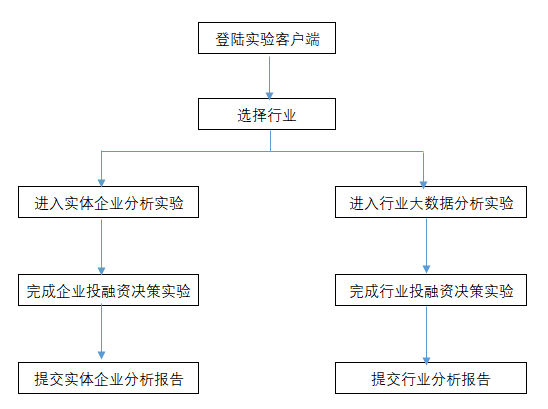 登陆实验客户端
选择行业
进入实体企业分析实验
进入行业大数据分析实验
完成企业投融资决策实验
完成行业投融资决策实验
提交实体企业分析报告
提交行业分析报告